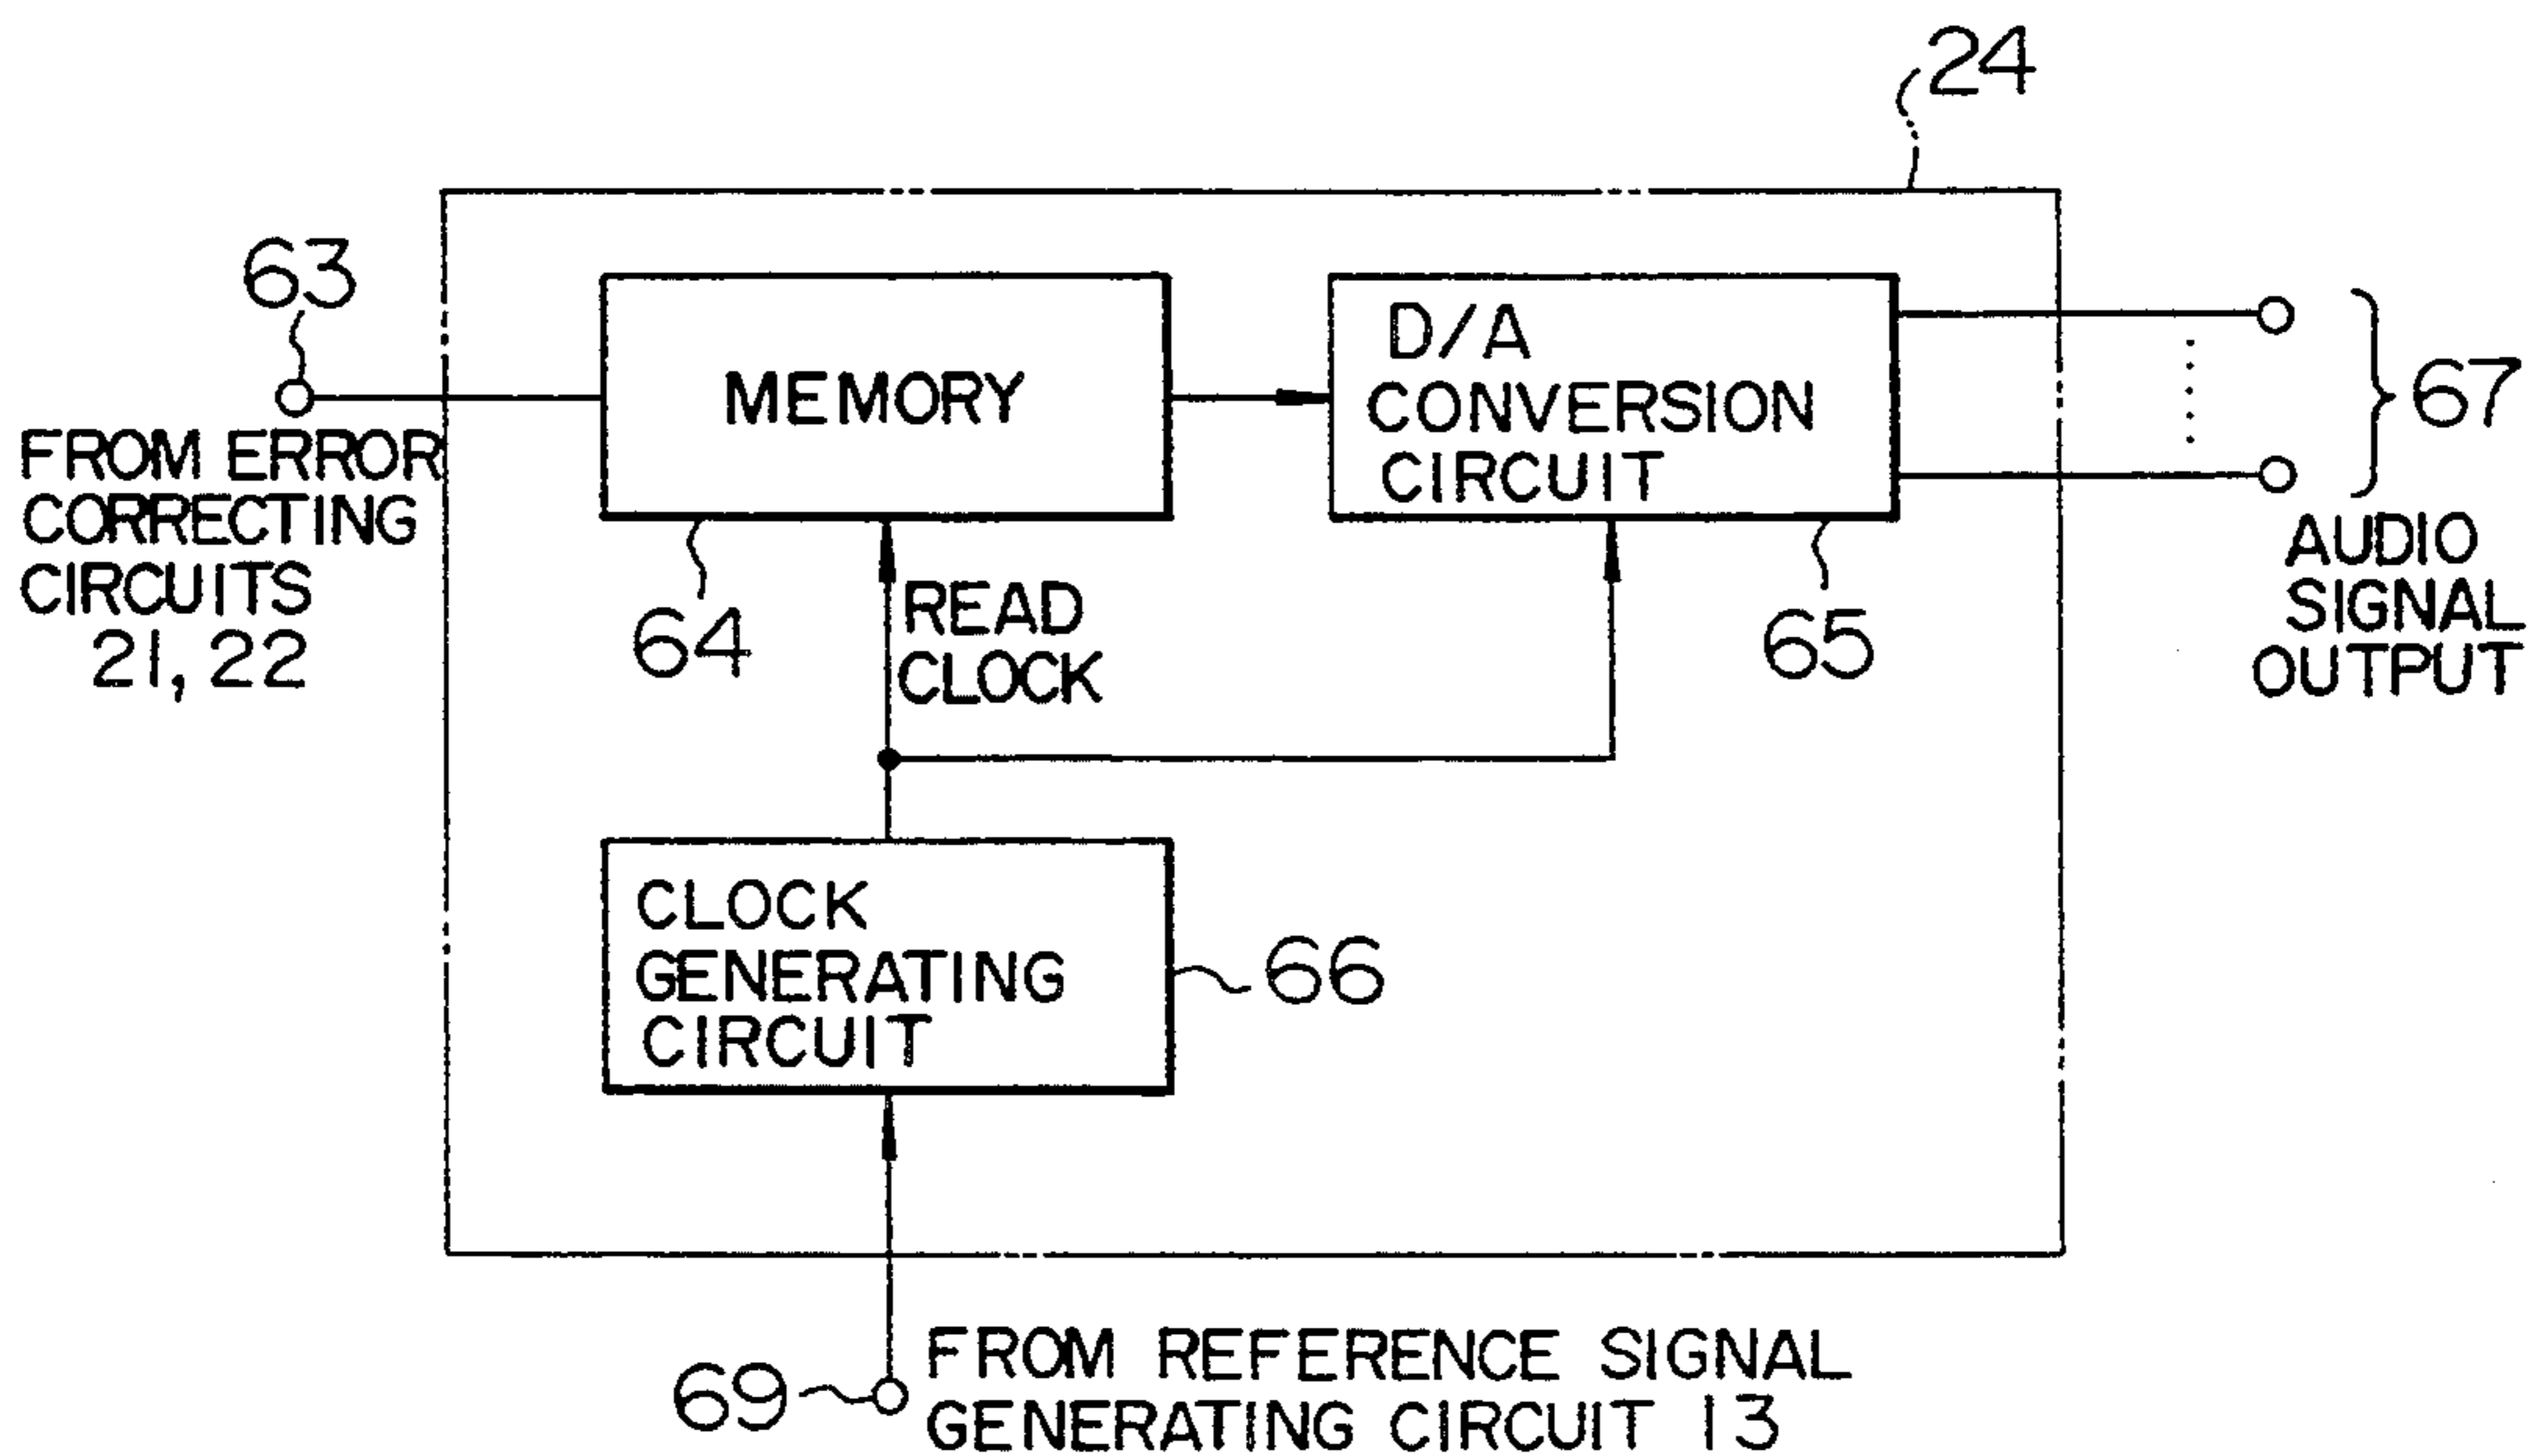 24
63
FROM ERROR
CORRECTING
CIRCUITS
21, 22
MEMORY
64
D/A
CONVERSION
CIRCUIT
65
67
AUDIO
SIGNAL
OUTPUT
READ
CLOCK
CLOCK
GENERATING
CIRCUIT
66
69
FROM REFERENCE SIGNAL
GENERATING CIRCUIT 13